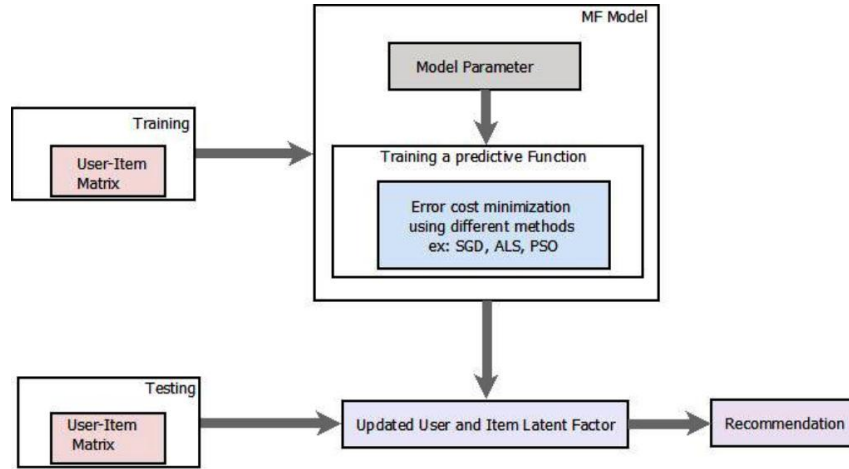 MF Model
Model Parameter
Training
User-Item
Matrix
Training a predictive Function
Error cost minimization
using different methods
ex: SGD, ALS, PSO
Testing
User-Item
Matrix
Updated User and Item Latent Factor
Recommendation